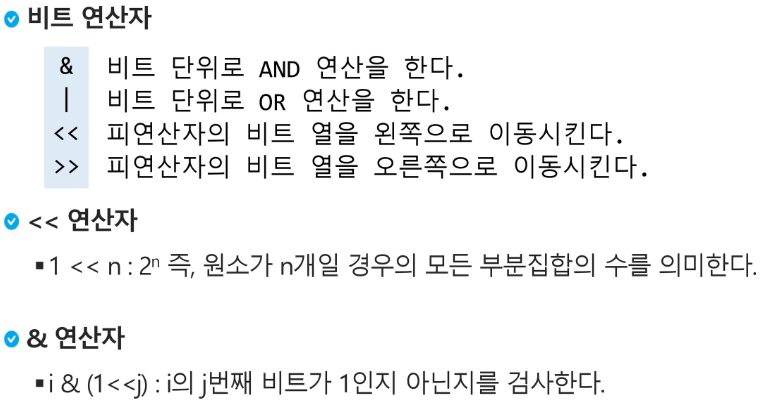 비트 연산자
& 비트 단위로 AND 연산을 한다.
| 비트 단위로 OR 연산을 한다.
<< 피연산자의 비트 열을 왼쪽으로 이동시킨다.
>> 피연산자의 비트 열을 오른쪽으로 이동시킨다.
<< 연산자
▪1 << n : 2ⁿ 즉, 원소가 n개일 경우의 모든 부분집합의 수를 의미한다.
& 연산자
▪i & (1<<j) : i의 j번째 비트가 1인지 아닌지를 검사한다.